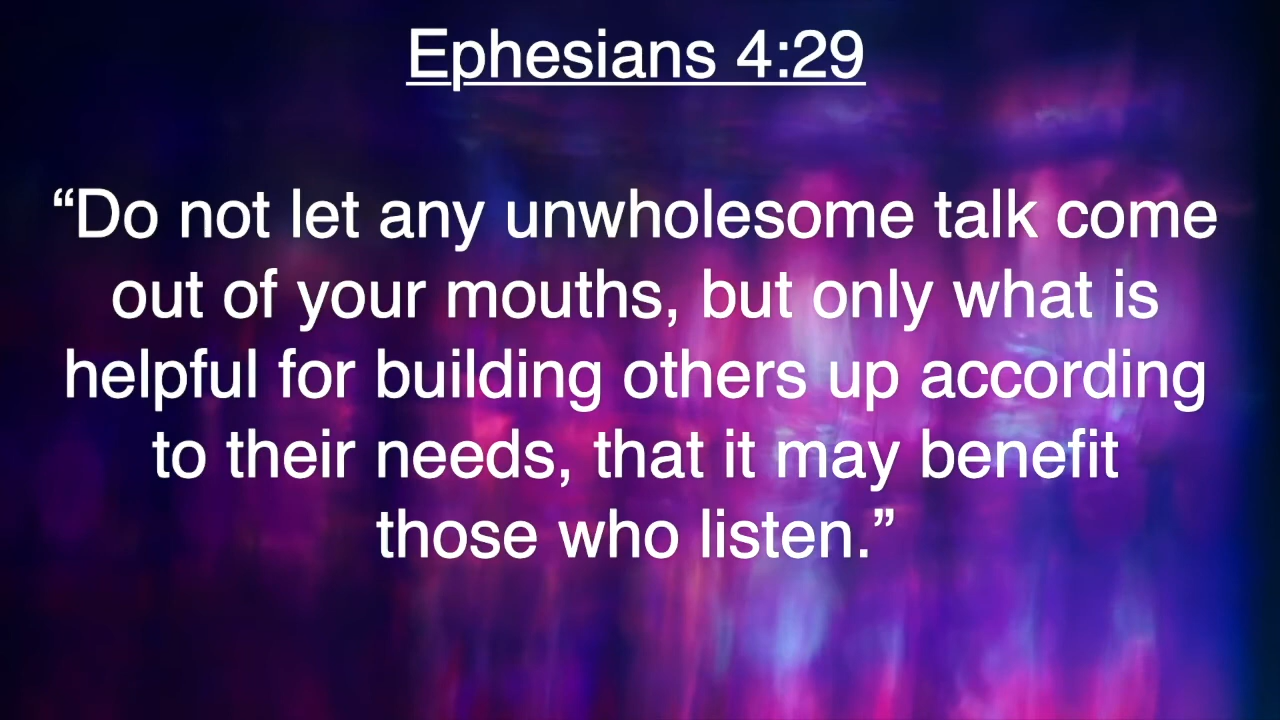 Ephesians 4:29
“Do not let any unwholesome talk come
out of your mouths, but only what is
helpful for building others up according
to their needs, that it may benefit
those who listen.”